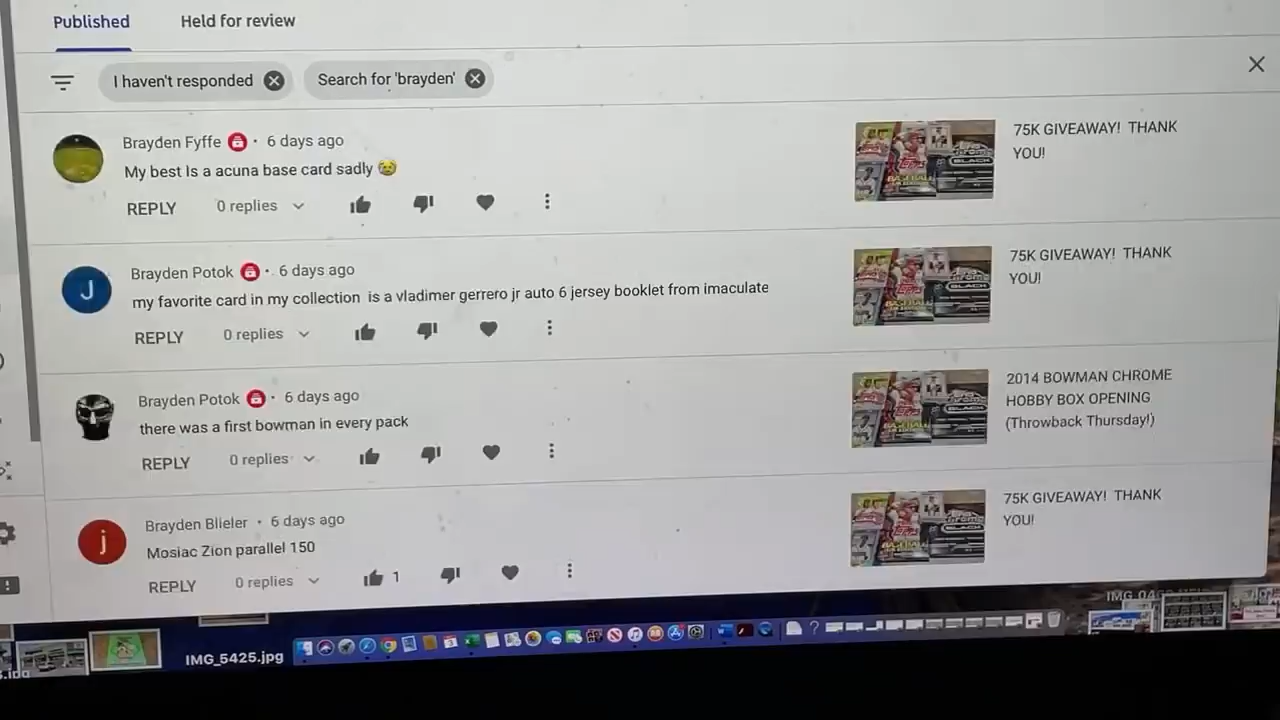 Published
Held for review
I haven't responded
Search for 'brayden'
Brayden Fyffe · 6 days ago
My best Is a acuna base card sadly 😢
REPLY
0 replies
75K GIVEAWAY! THANK
YOU!
Brayden Potok · 6 days ago
my favorite card in my collection is a vladimer gerrero jr auto 6 jersey booklet from imaculate
REPLY
0 replies
75K GIVEAWAY! THANK
YOU!
Brayden Potok · 6 days ago
there was a first bowman in every pack
REPLY
0 replies
2014 BOWMAN CHROME
HOBBY BOX OPENING
(Throwback Thursday!)
Brayden Blieler · 6 days ago
Mosiac Zion parallel 150
REPLY
0 replies
1
75K GIVEAWAY! THANK
YOU!
IMG_5425.jpg